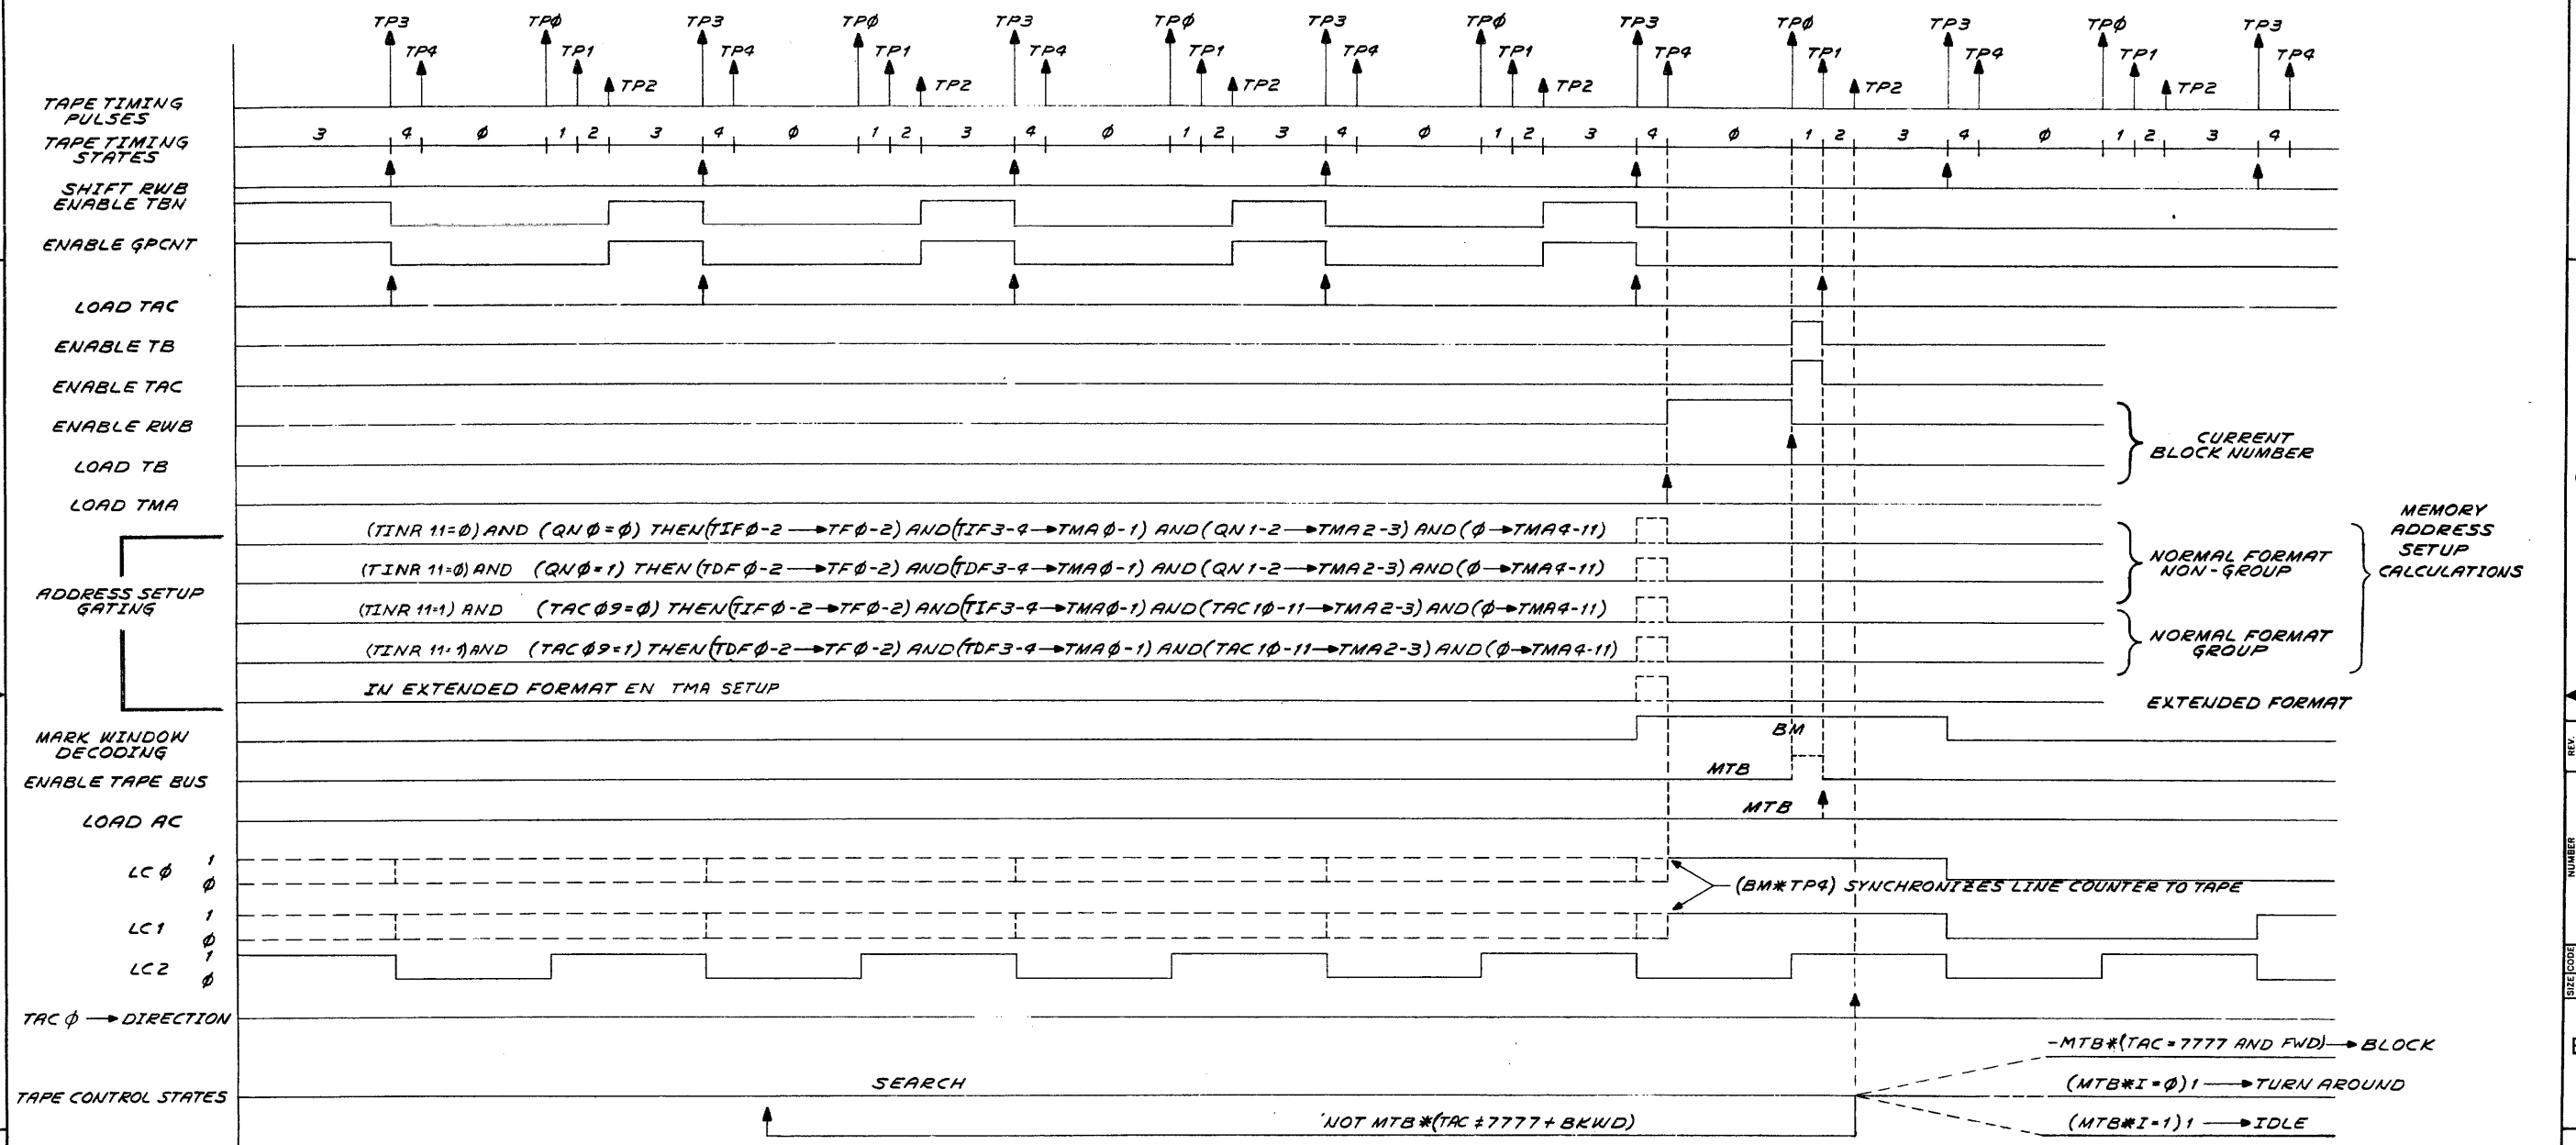 TP3 TPØ TP3 TPØ TP3 TPØ TP3 TPØ TP3 TPØ TP3 TPØ TP3
TP4 TP1 TP4 TP1 TP4 TP1 TP4 TP1 TP4 TP1 TP4 TP1 TP4
TP2 TP2 TP2 TP2 TP2 TP2
TAPE TIMING
PULSES
TAPE TIMING
STATES
3 4 Ø 1 2 3 4 Ø 1 2 3 4 Ø 1 2 3 4 Ø 1 2 3 4 Ø 1 2 3 4 Ø 1 2 3 4
SHIFT RWB
ENABLE TBN
ENABLE GPCNT
LOAD TAC
ENABLE TB
ENABLE TAC
ENABLE RWB
LOAD TB
CURRENT
BLOCK NUMBER
LOAD TMA
ADDRESS SETUP
GATING
(TINR 11=Ø) AND (QNØ=Ø) THEN(TIFØ-2→TFØ-2) AND(TIF3-4→TMAØ-1) AND(QN1-2→TMA2-3) AND(Ø→TMA4-11)
(TINR 11=Ø) AND (QNØ=1) THEN(TDFØ-2→TFØ-2) AND(TDF3-4→TMAØ-1) AND(QN1-2→TMA2-3) AND(Ø→TMA4-11)
(TINR 11=1) AND (TACØ9=Ø) THEN(TIFØ-2→TFØ-2) AND(TIF3-4→TMAØ-1) AND(TAC1Ø-11→TMA2-3) AND(Ø→TMA4-11)
(TINR 11=1) AND (TACØ9=1) THEN(TDFØ-2→TFØ-2) AND(TDF3-4→TMAØ-1) AND(TAC1Ø-11→TMA2-3) AND(Ø→TMA4-11)
IN EXTENDED FORMAT EN TMA SETUP
NORMAL FORMAT
NON-GROUP
NORMAL FORMAT
GROUP
EXTENDED FORMAT
MEMORY
ADDRESS
SETUP
CALCULATIONS
MARK WINDOW
DECODING
BM
ENABLE TAPE BUS
MTB
LOAD AC
MTB
LC Ø 1
Ø
(BM*TP4) SYNCHRONIZES LINE COUNTER TO TAPE
LC 1 1
Ø
LC 2 1
Ø
TAC Ø→DIRECTION
TAPE CONTROL STATES
SEARCH
NOT MTB*(TAC≠7777+BKWD)
-MTB*(TAC=7777 AND FWD)→BLOCK
(MTB*I=Ø)1→TURN AROUND
(MTB*I=1)1→IDLE
REV.
NUMBER
SIZE CODE